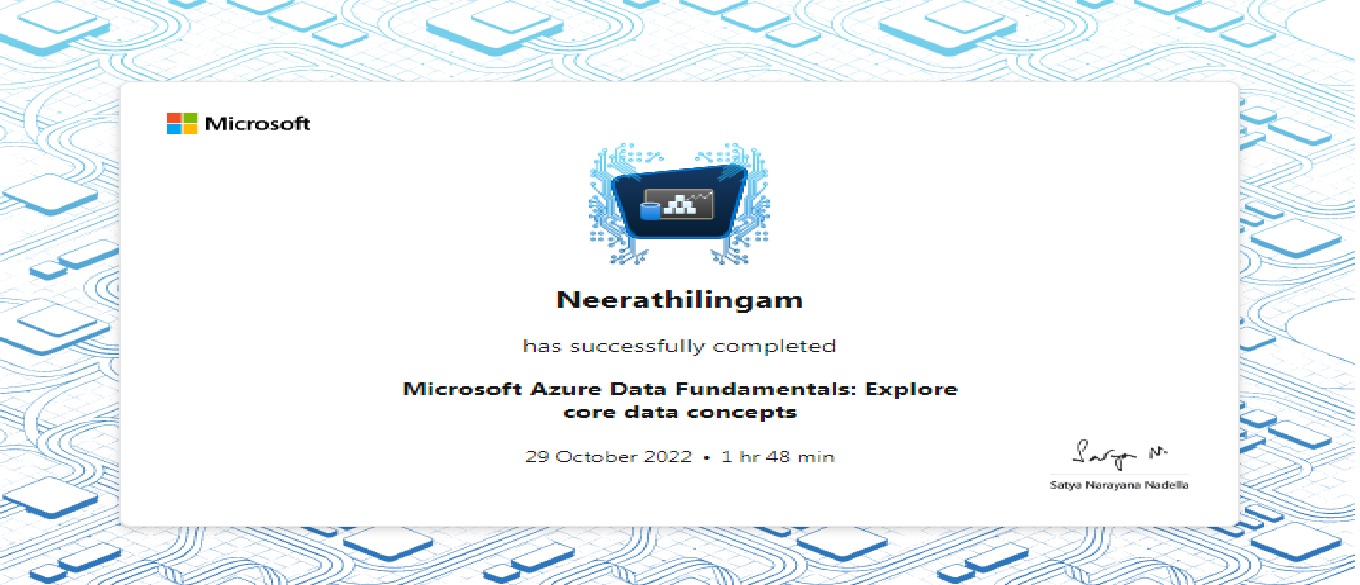 Microsoft
Neerathilingam
has successfully completed
Microsoft Azure Data Fundamentals: Explore
core data concepts
29 October 2022 • 1 hr 48 min
Satya N
Satya Narayana Nadella